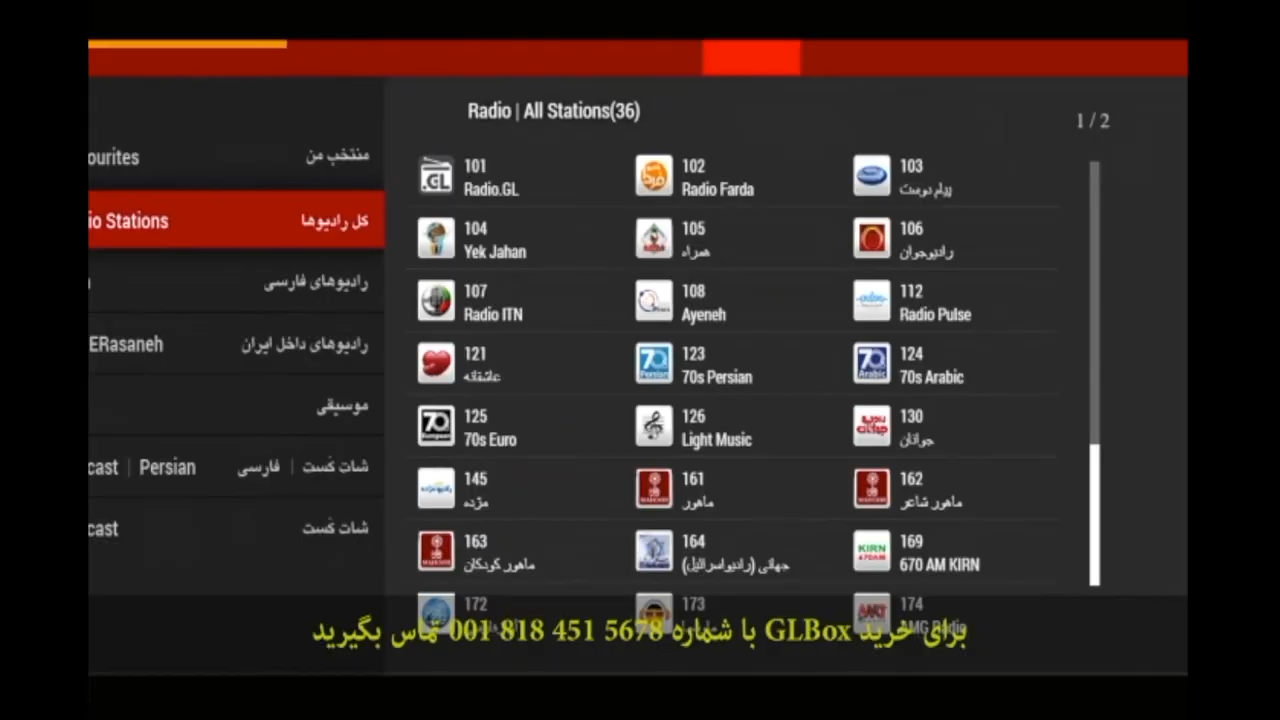 Radio | All Stations(36)
1 / 2
ourites منتخب من
io Stations کل رادیوها
رادیوهای فارسی
ERasaneh رادیوهای داخل ایران
موسیقی
cast | Persian شات کَست | فارسی
cast شات کَست
101
Radio.GL
102
Radio Farda
103
پیام دوست
104
Yek Jahan
105
همراه
106
رادیوجوان
107
Radio ITN
108
Ayeneh
112
Radio Pulse
121
عاشقانه
123
70s Persian
124
70s Arabic
125
70s Euro
126
Light Music
130
جوانان
145
مژده
161
ماهور
162
ماهور شاعر
163
ماهور کودکان
164
جهانی (رادیواسرائیل)
169
670 AM KIRN
172
173
174
AMG Radio
برای خرید GLBox با شماره 5678 451 818 001 تماس بگیرید